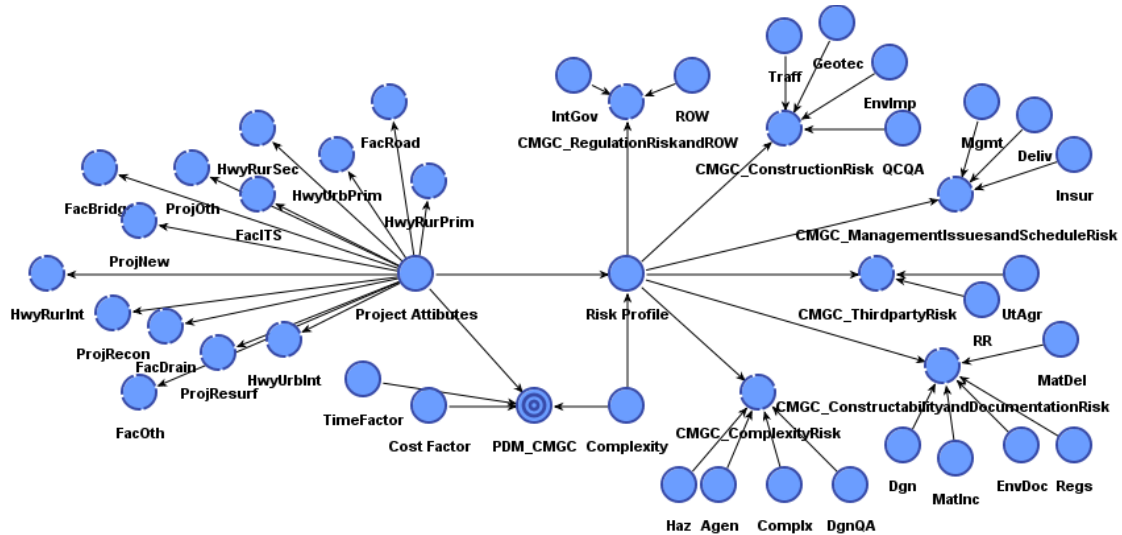 Traff
Geotec
IntGov
ROW
EnvImp
FacRoad
CMGC_RegulationRiskandROW
Mgmt
HwyRurSec
CMGC_ConstructionRisk
QCQA
Deliv
HwyUrbPrim
Insur
FacBridg
ProjOth
HwyRurPrim
FacITS
CMGC_ManagementIssuesandScheduleRisk
ProjNew
HwyRurInt
Project Attibutes
Risk Profile
CMGC_ThirdpartyRisk
UtAgr
ProjRecon
FacDrain
RR
ProjResurf
HwyUrbInt
MatDel
CMGC_ConstructabilityandDocumentationRisk
TimeFactor
FacOth
CMGC_ComplexityRisk
Cost Factor
PDM_CMGC
Complexity
Dgn
MatInc
EnvDoc
Regs
Haz
Agen
Complx
DgnQA